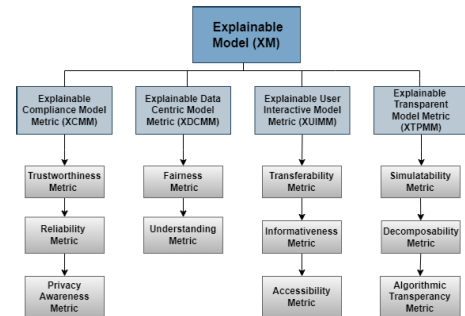 Explainable
Model (XM)
Explainable
Compliance Model
Metric (XCMM)
Explainable Data
Centric Model
Metric (XDCMM)
Explainable User
Interactive Model
Metric (XUIMM)
Explainable
Transparent
Model Metric
(XTPMM)
Trustworthiness
Metric
Fairness
Metric
Transferability
Metric
Simulatability
Metric
Reliability
Metric
Understanding
Metric
Informativeness
Metric
Decomposability
Metric
Privacy
Awareness
Metric
Accessibility
Metric
Algorithmic
Transperancy
Metric